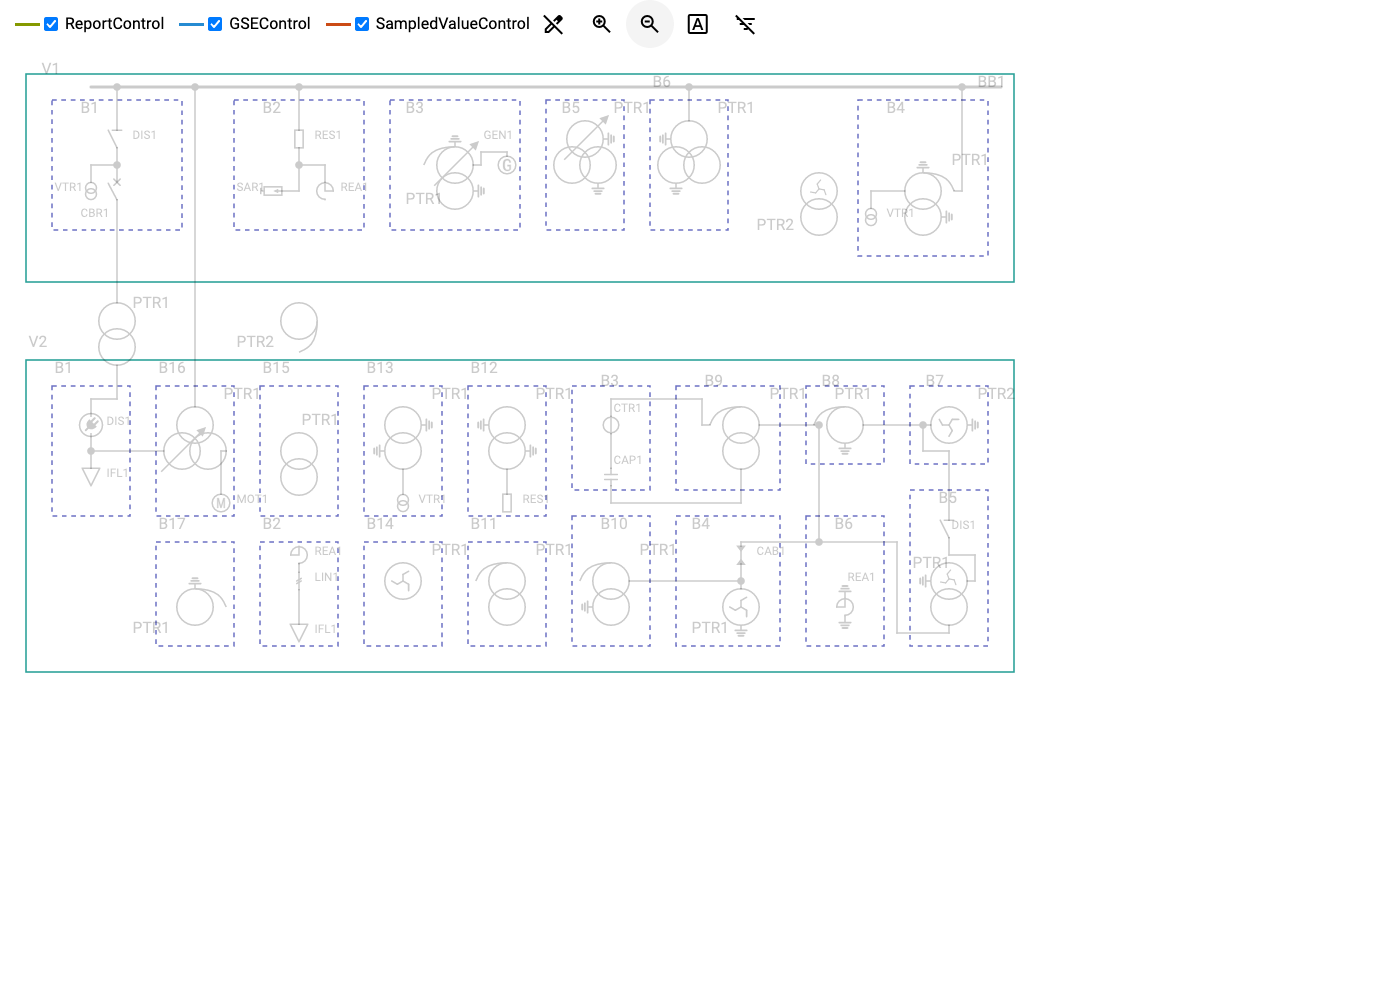 ReportControl GSEControl SampledValueControl A
V1
B6 BB1
B1 B2 B3 B5 PTR1 PTR1 B4
DIS1 RES1 GEN1
PTR1
G
VTR1 SAR1 REA1
PTR1
CBR1 VTR1
PTR2
PTR1
V2 PTR2
B1 B16 B15 B13 B12
B3 B9 B8 B7
PTR1 PTR1 PTR1 PTR1 PTR1 PTR2
CTR1
DIS1 PTR1
CAP1
IFL1
M MOT1 VTR1 RES1 B5
B17 B2 B14 B11 B10 B4 B6
DIS1
REA1 PTR1 PTR1 PTR1 CAB1
PTR1
LIN1 REA1
PTR1 IFL1 PTR1